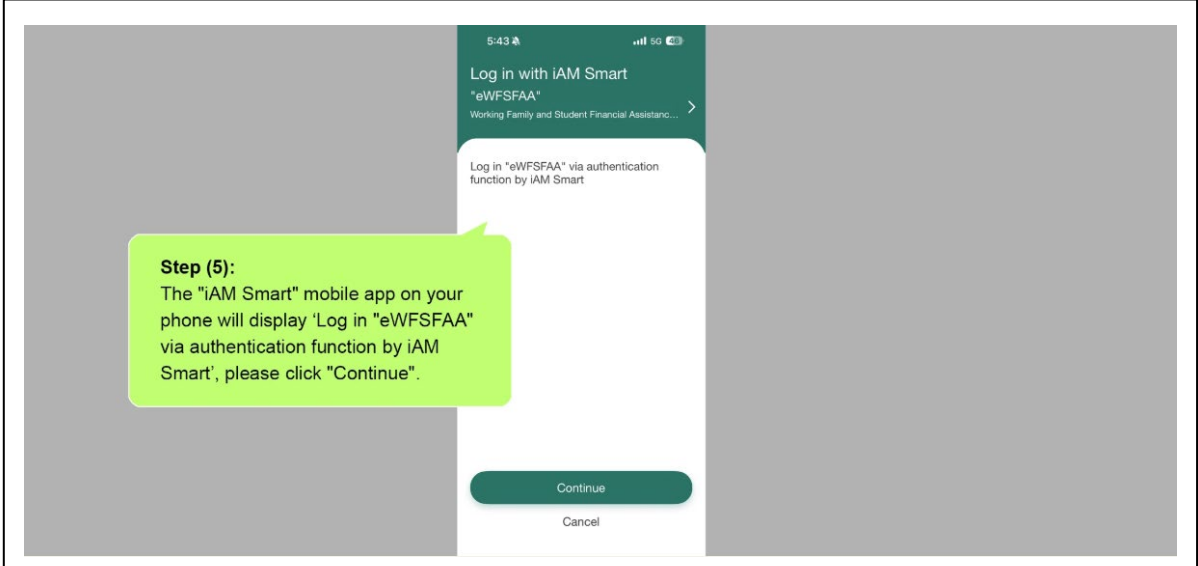 5:43
5G 40
Log in with iAM Smart
"eWFSFAA"
Working Family and Student Financial Assistanc...
Log in "eWFSFAA" via authentication
function by iAM Smart
Step (5):
The "iAM Smart" mobile app on your
phone will display ‘Log in "eWFSFAA"
via authentication function by iAM
Smart’, please click "Continue".
Continue
Cancel